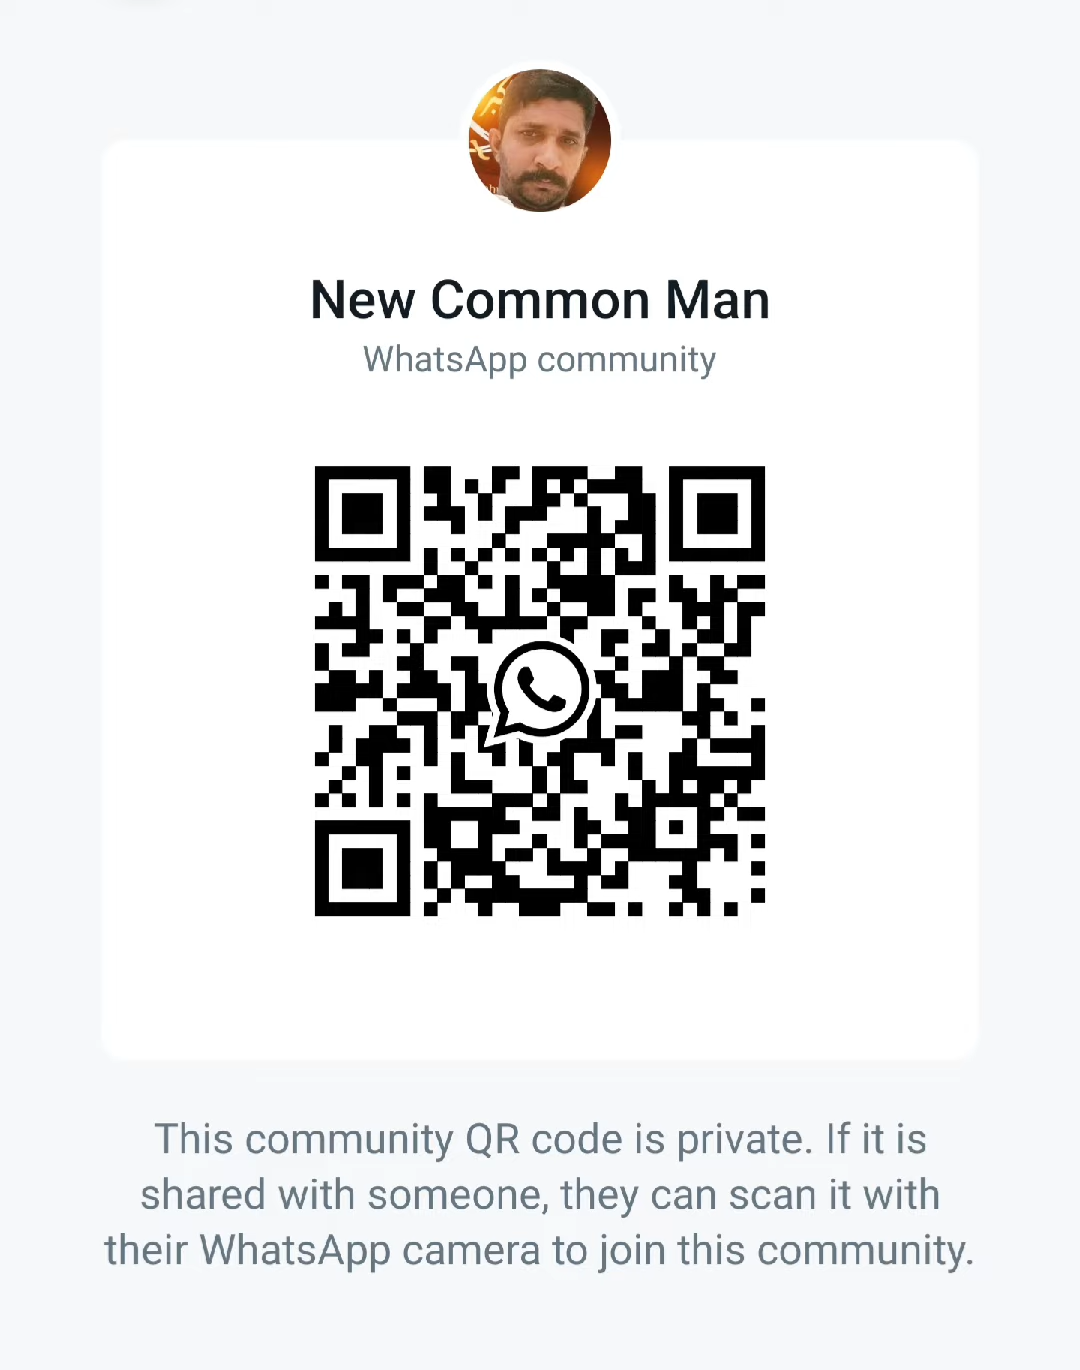 New Common Man
WhatsApp community
This community QR code is private. If it is
shared with someone, they can scan it with
their WhatsApp camera to join this community.